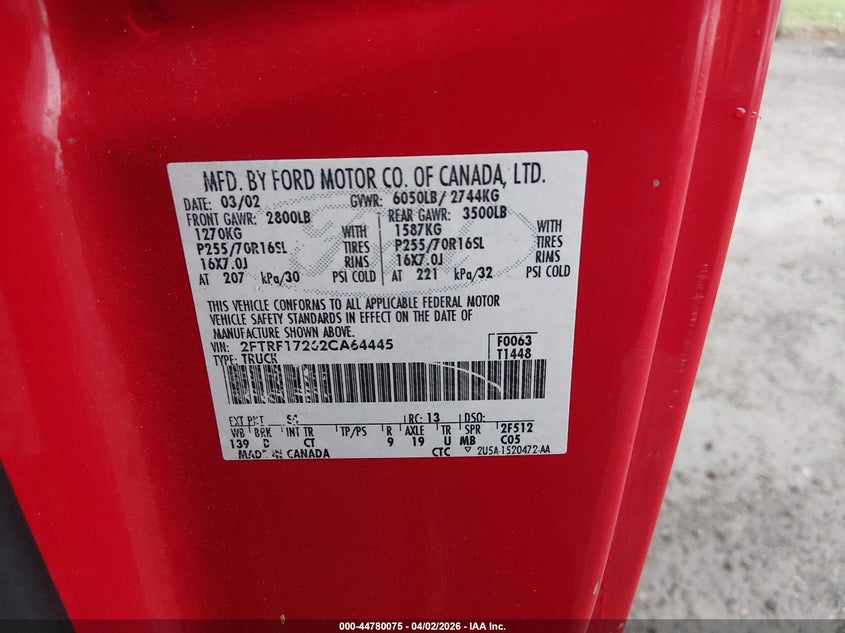 MFD. BY FORD MOTOR CO. OF CANADA, LTD.
DATE: 03/02 GVWR: 6050LB/ 2744KG
FRONT GAWR: 2800LB REAR GAWR: 3500LB
1270KG WITH 1587KG WITH
P255/70R16SL TIRES P255/70R16SL TIRES
16X7.0J RIMS 16X7.0J RIMS
AT 207 kPa/30 PSI COLD AT 221 kPa/32 PSI COLD
THIS VEHICLE CONFORMS TO ALL APPLICABLE FEDERAL MOTOR
VEHICLE SAFETY STANDARDS IN EFFECT ON THE DATE OF
MANUFACTURE SHOWN ABOVE.
VIN: 2FTRF17262CA64445 F0063
TYPE: TRUCK T1448
EXT PNT RC: 13 DSO:
WB BRK INT TR TP/PS R AXLE TR SPR 2F512
139 CT 9 19 U MB C05
MADE IN CANADA CTC 2U5A-1520472-AA
000-44780075 - 04/02/2026 - IAA Inc.